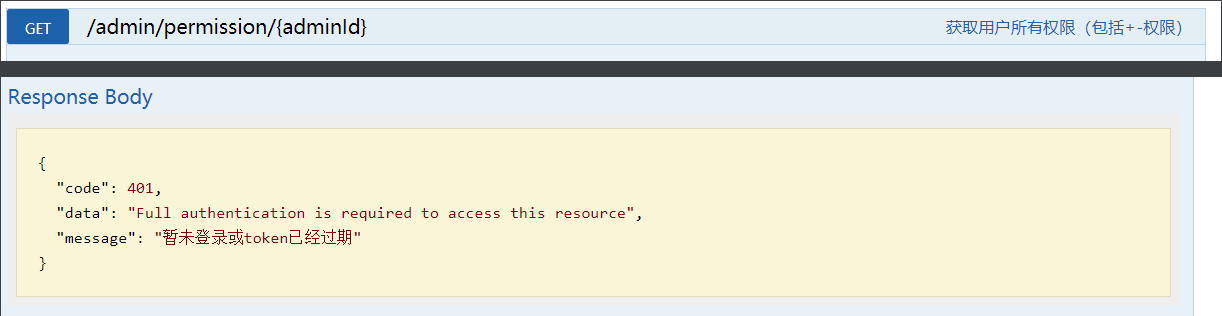 GET /admin/permission/{adminId} 获取用户所有权限（包括+-权限）
Response Body
{
"code": 401,
"data": "Full authentication is required to access this resource",
"message": "暂未登录或token已经过期"
}